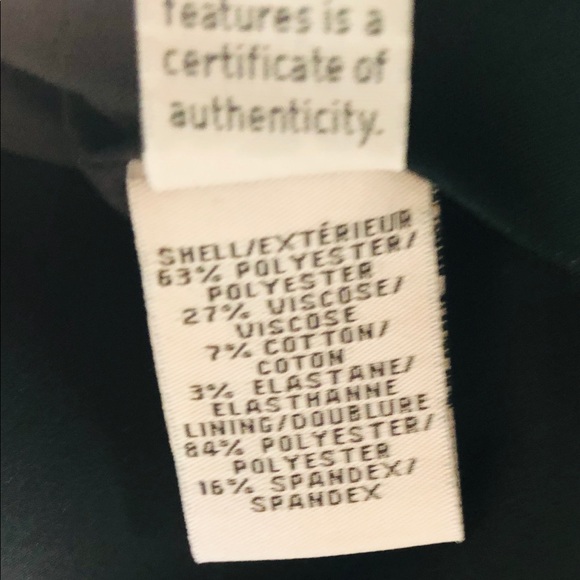 features is a
certificate of
authenticity.
SHELL/EXTÉRIEUR
63% POLYESTER/
POLYESTER
27% VISCOSE/
VISCOSE
7% COTTON/
COTON
3% ELASTANE/
ELASTHANNE
LINING/DOUBLURE
84% POLYESTER/
POLYESTER
16% SPANDEX/
SPANDEX